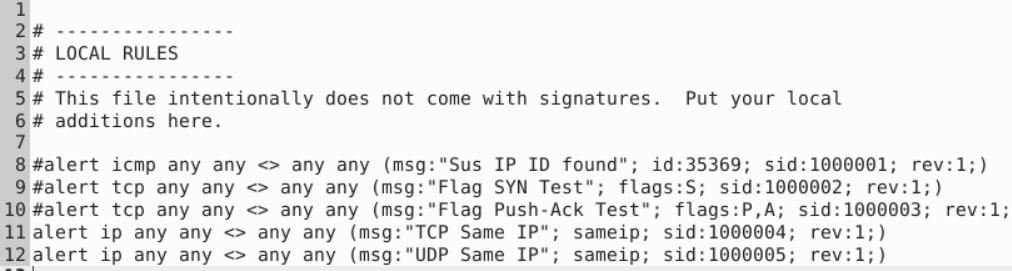 1
2 # ----------------
3 # LOCAL RULES
4 # ----------------
5 # This file intentionally does not come with signatures.  Put your local
6 # additions here.
7
8 #alert icmp any any <> any any (msg:"Sus IP ID found"; id:35369; sid:1000001; rev:1;)
9 #alert tcp any any <> any any (msg:"Flag SYN Test"; flags:S; sid:1000002; rev:1;)
10 #alert tcp any any <> any any (msg:"Flag Push-Ack Test"; flags:P,A; sid:1000003; rev:1;
11 alert ip any any <> any any (msg:"TCP Same IP"; sameip; sid:1000004; rev:1;)
12 alert ip any any <> any any (msg:"UDP Same IP"; sameip; sid:1000005; rev:1;)